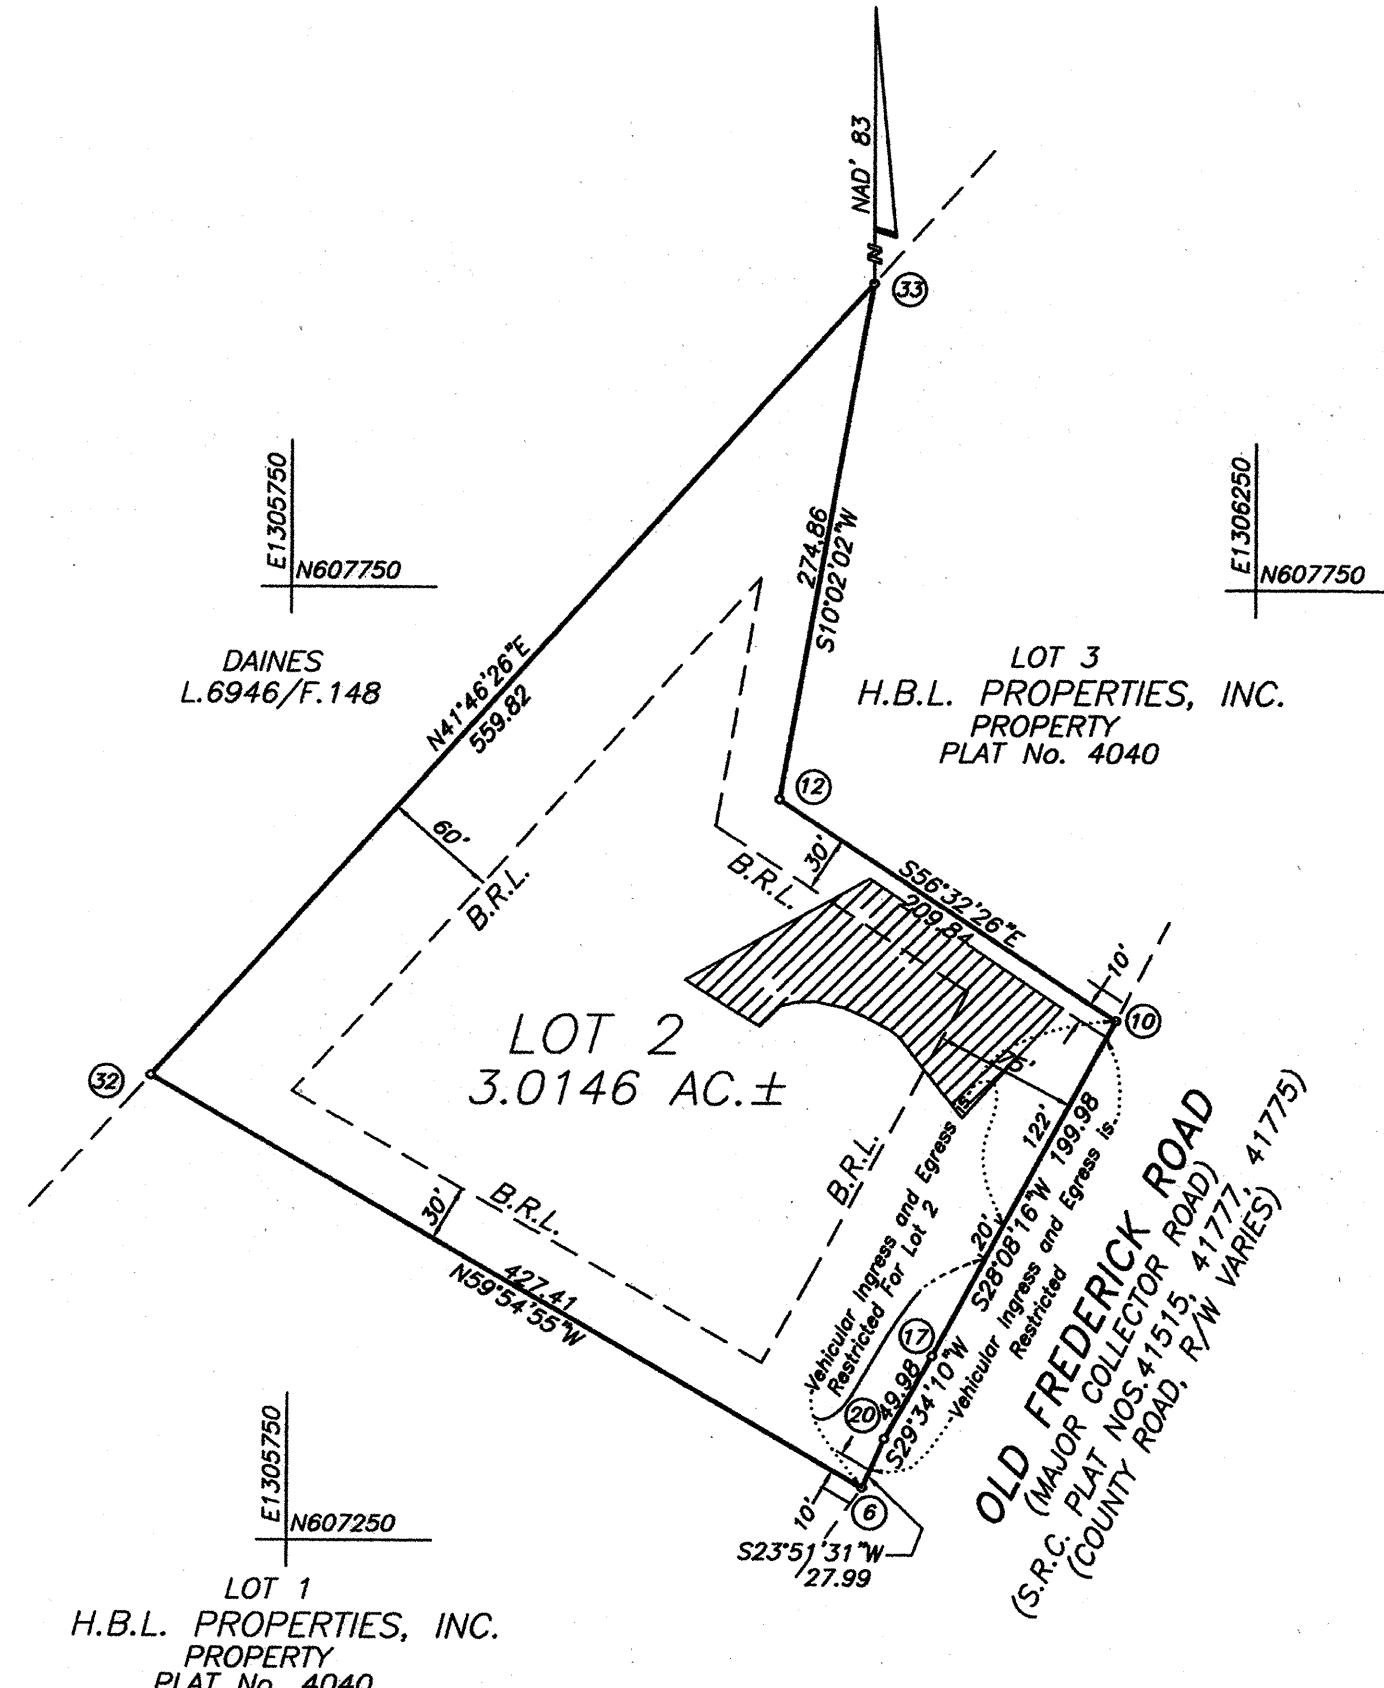 NAD' 83
N
33
E1305750
N607750
E1306250
N607750
274.86
S10°02'02"W
DAINES
L.6946/F.148
N41°46'26"E
559.82
LOT 3
H.B.L. PROPERTIES, INC.
PROPERTY
PLAT No. 4040
12
60'
B.R.L.
30'
B.R.L.
S56°32'26"E
209.84
10'
10
LOT 2
3.0146 AC.±
32
75'
122'
199.98
S28°08'16"W
20'
B.R.L.
30'
B.R.L.
427.41
N59°54'55"W
Vehicular Ingress and Egress is
Restricted For Lot 2
Vehicular Ingress and Egress is
Restricted
17
49.98
S29°34'10"W
20
10'
6
S23°51'31"W
27.99
OLD FREDERICK ROAD
(MAJOR COLLECTOR ROAD)
(S.R.C. PLAT NOS.41515, 41777, 41775)
(COUNTY ROAD, R/W VARIES)
E1305750
N607250
LOT 1
H.B.L. PROPERTIES, INC.
PROPERTY
PLAT No. 4040